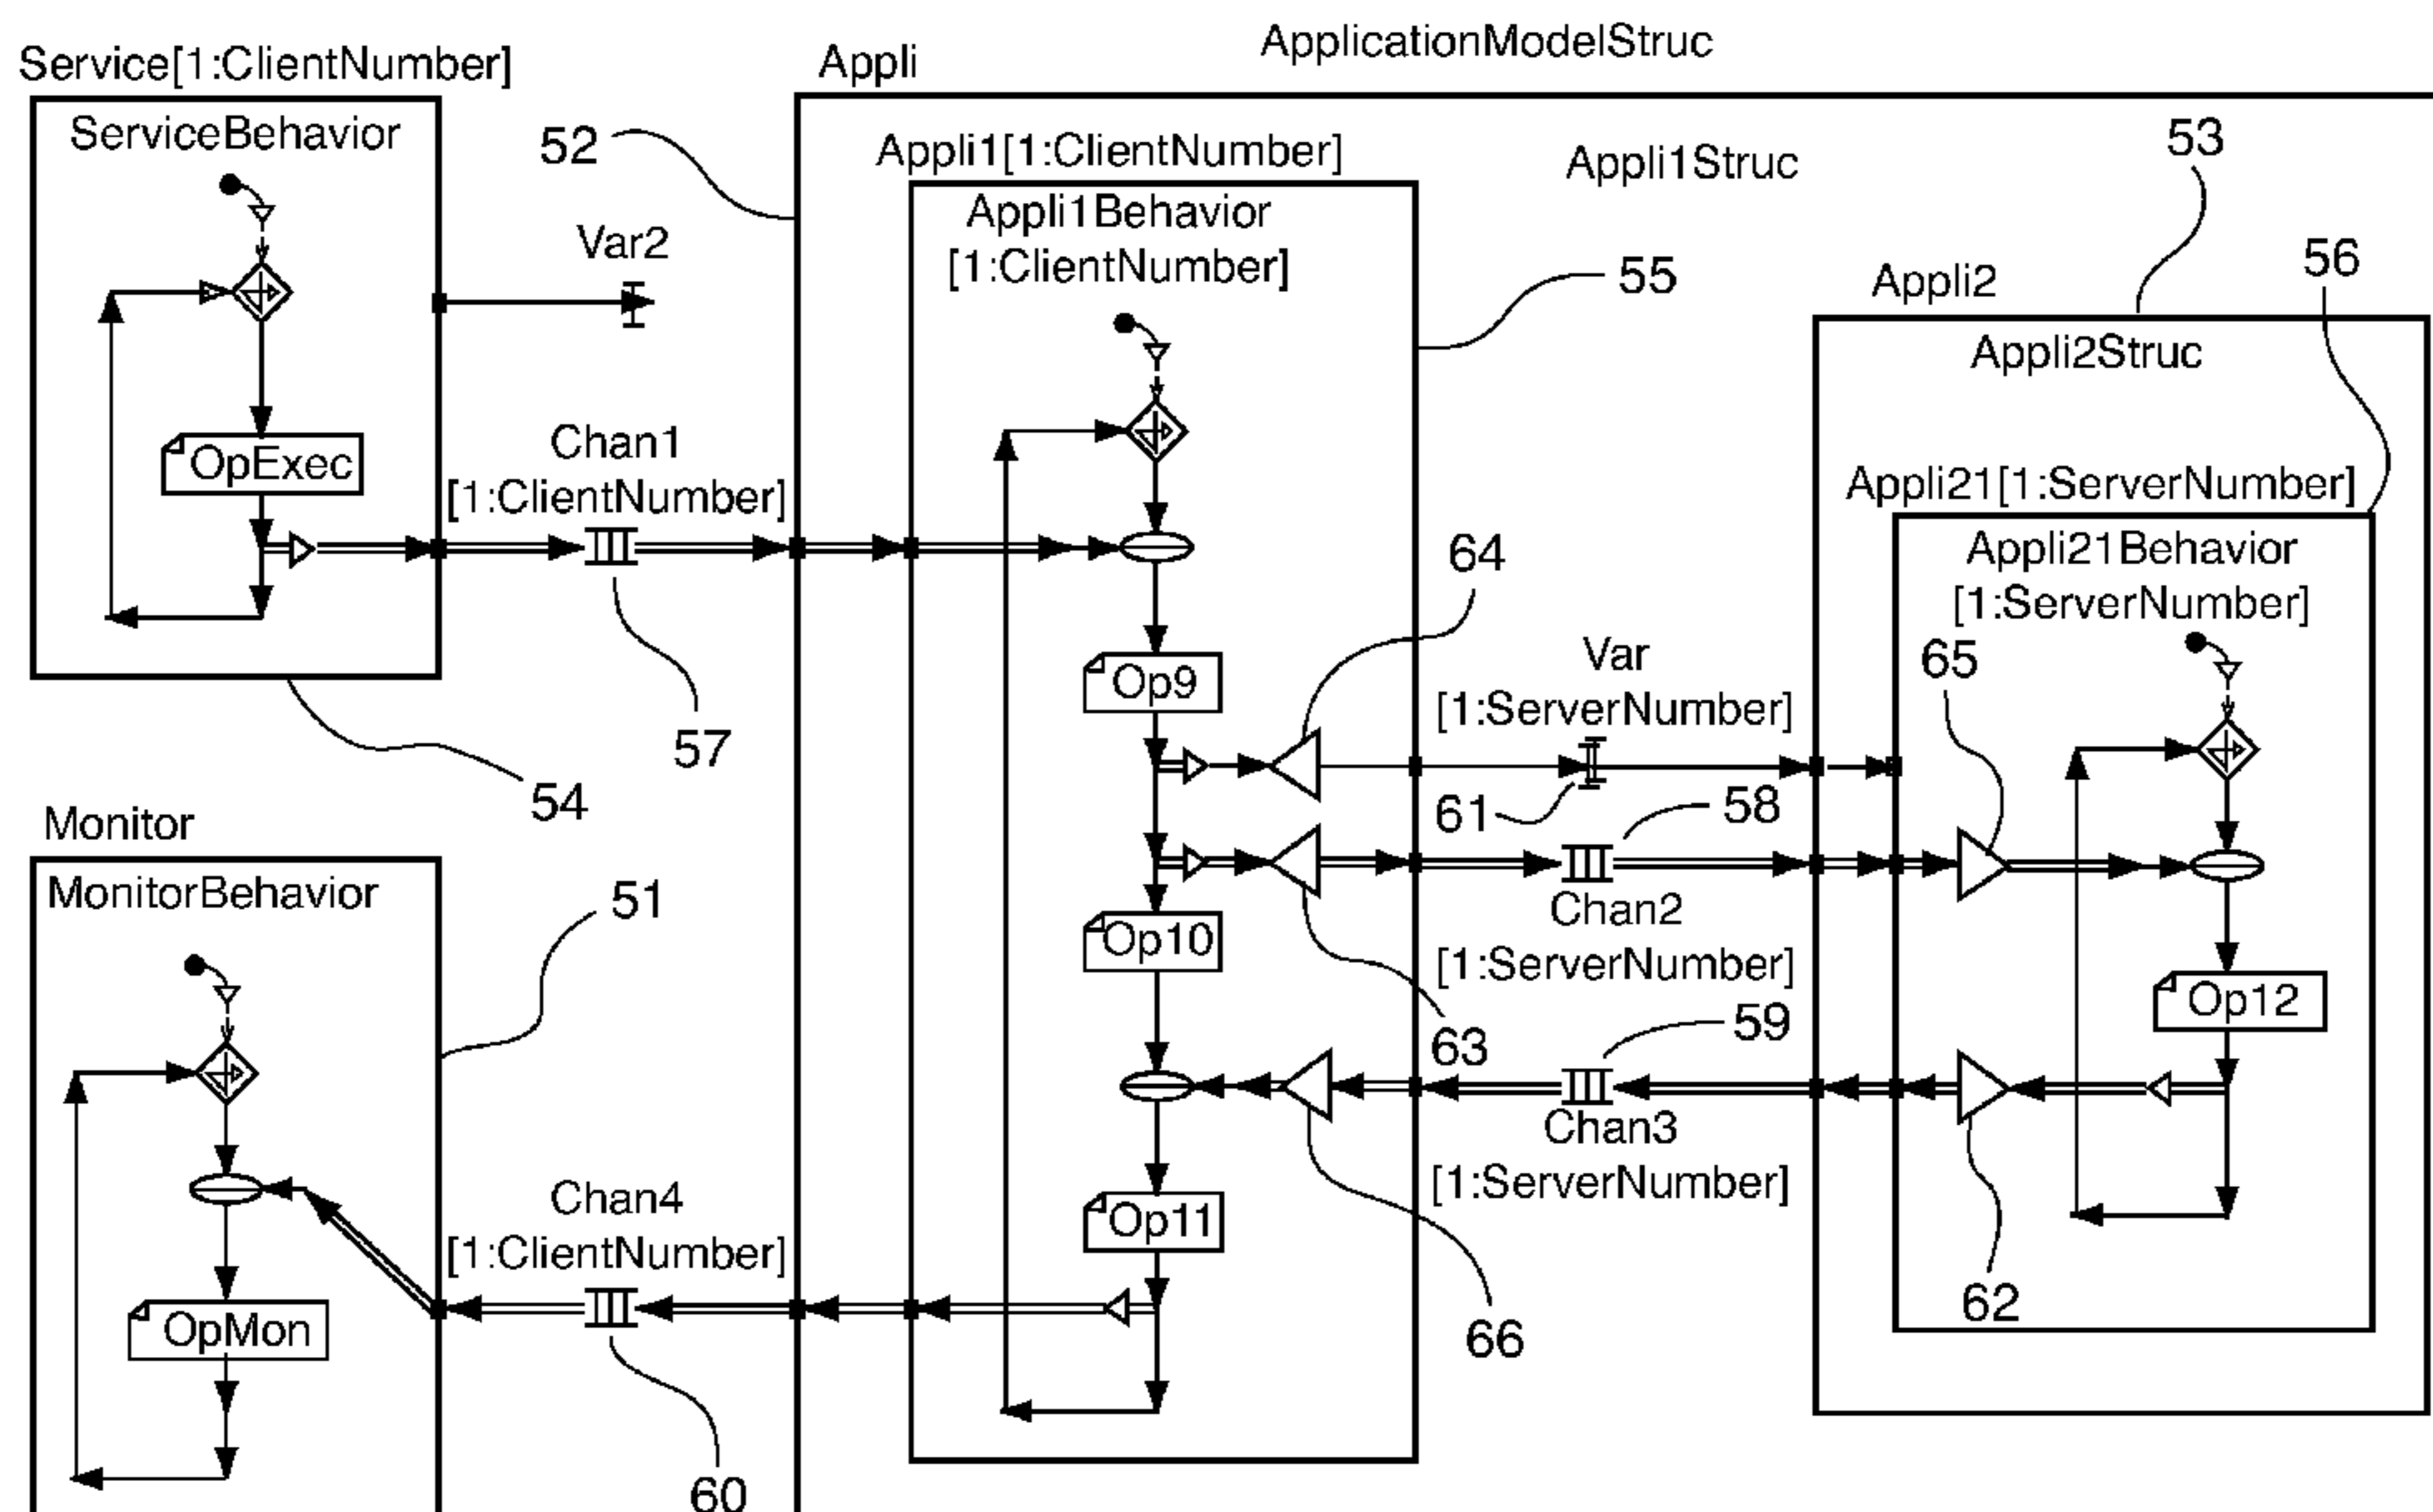 ApplicationModelStruc
Service[1:ClientNumber]
ServiceBehavior
OpExec
54
Var2
Chan1
[1:ClientNumber]
57
Monitor
MonitorBehavior
OpMon
51
Chan4
[1:ClientNumber]
60
52
Appli
Appli1Struc
Appli1[1:ClientNumber]
Appli1Behavior
[1:ClientNumber]
55
Op9
Op10
Op11
64
63
66
Var
[1:ServerNumber]
61
58
Chan2
[1:ServerNumber]
59
Chan3
[1:ServerNumber]
53
Appli2
56
Appli2Struc
Appli21[1:ServerNumber]
Appli21Behavior
[1:ServerNumber]
65
Op12
62